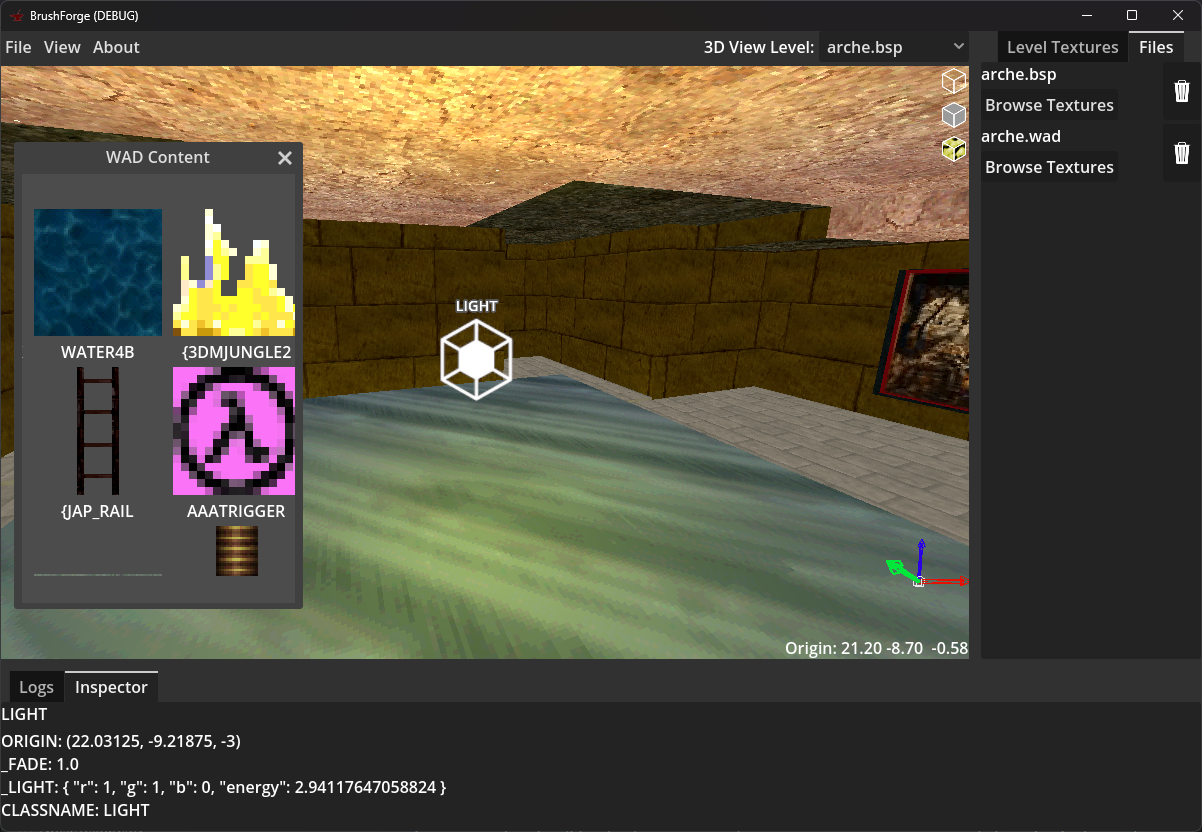 BrushForge (DEBUG)
File View About
3D View Level: arche.bsp
Level Textures Files
arche.bsp
Browse Textures
arche.wad
Browse Textures
WAD Content
WATER4B {3DMJUNGLE2
{JAP_RAIL AAATRIGGER
LIGHT
Origin: 21.20 -8.70 -0.58
Logs Inspector
LIGHT
ORIGIN: (22.03125, -9.21875, -3)
_FADE: 1.0
_LIGHT: { "r": 1, "g": 1, "b": 0, "energy": 2.94117647058824 }
CLASSNAME: LIGHT